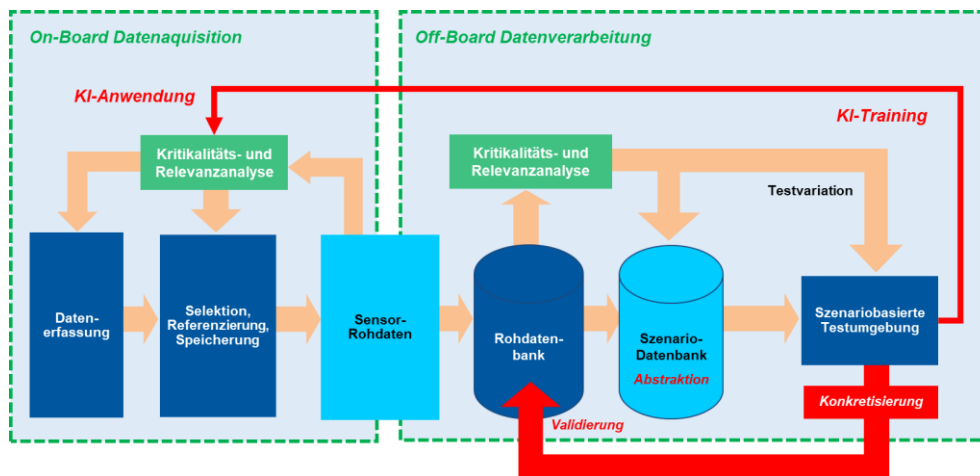 On-Board Datenaquisition
Off-Board Datenverarbeitung
KI-Anwendung
KI-Training
Kritikalitäts- und
Relevanzanalyse
Kritikalitäts- und
Relevanzanalyse
Testvariation
Daten-
erfassung
Selektion,
Referenzierung,
Speicherung
Sensor-
Rohdaten
Rohdaten-
bank
Szenario-
Datenbank
Abstraktion
Szenariobasierte
Testumgebung
Konkretisierung
Validierung